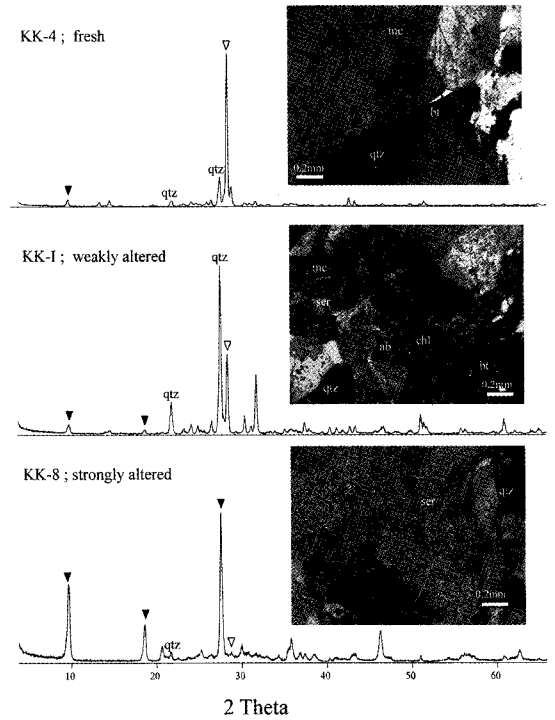 KK-4 ; fresh
mc
bt
qtz
0.2mm
qtz
qtz
KK-I ; weakly altered
qtz
qtz
mc
ser
ab
chl
bt
qtz
0.2mm
KK-8 ; strongly altered
ser
qtz
0.2mm
qtz
10 20 30 40 50 60
2 Theta